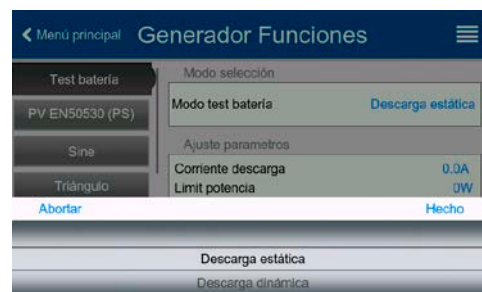 Menú principal Generador Funciones
Test batería
Modo selección
Modo test batería Descarga estática
PV EN50530 (PS)
Sine
Ajuste parametros
Corriente descarga 0.0A
Triángulo
Limit potencia 0W
Abortar Hecho
Descarga estática
Descarga dinámica